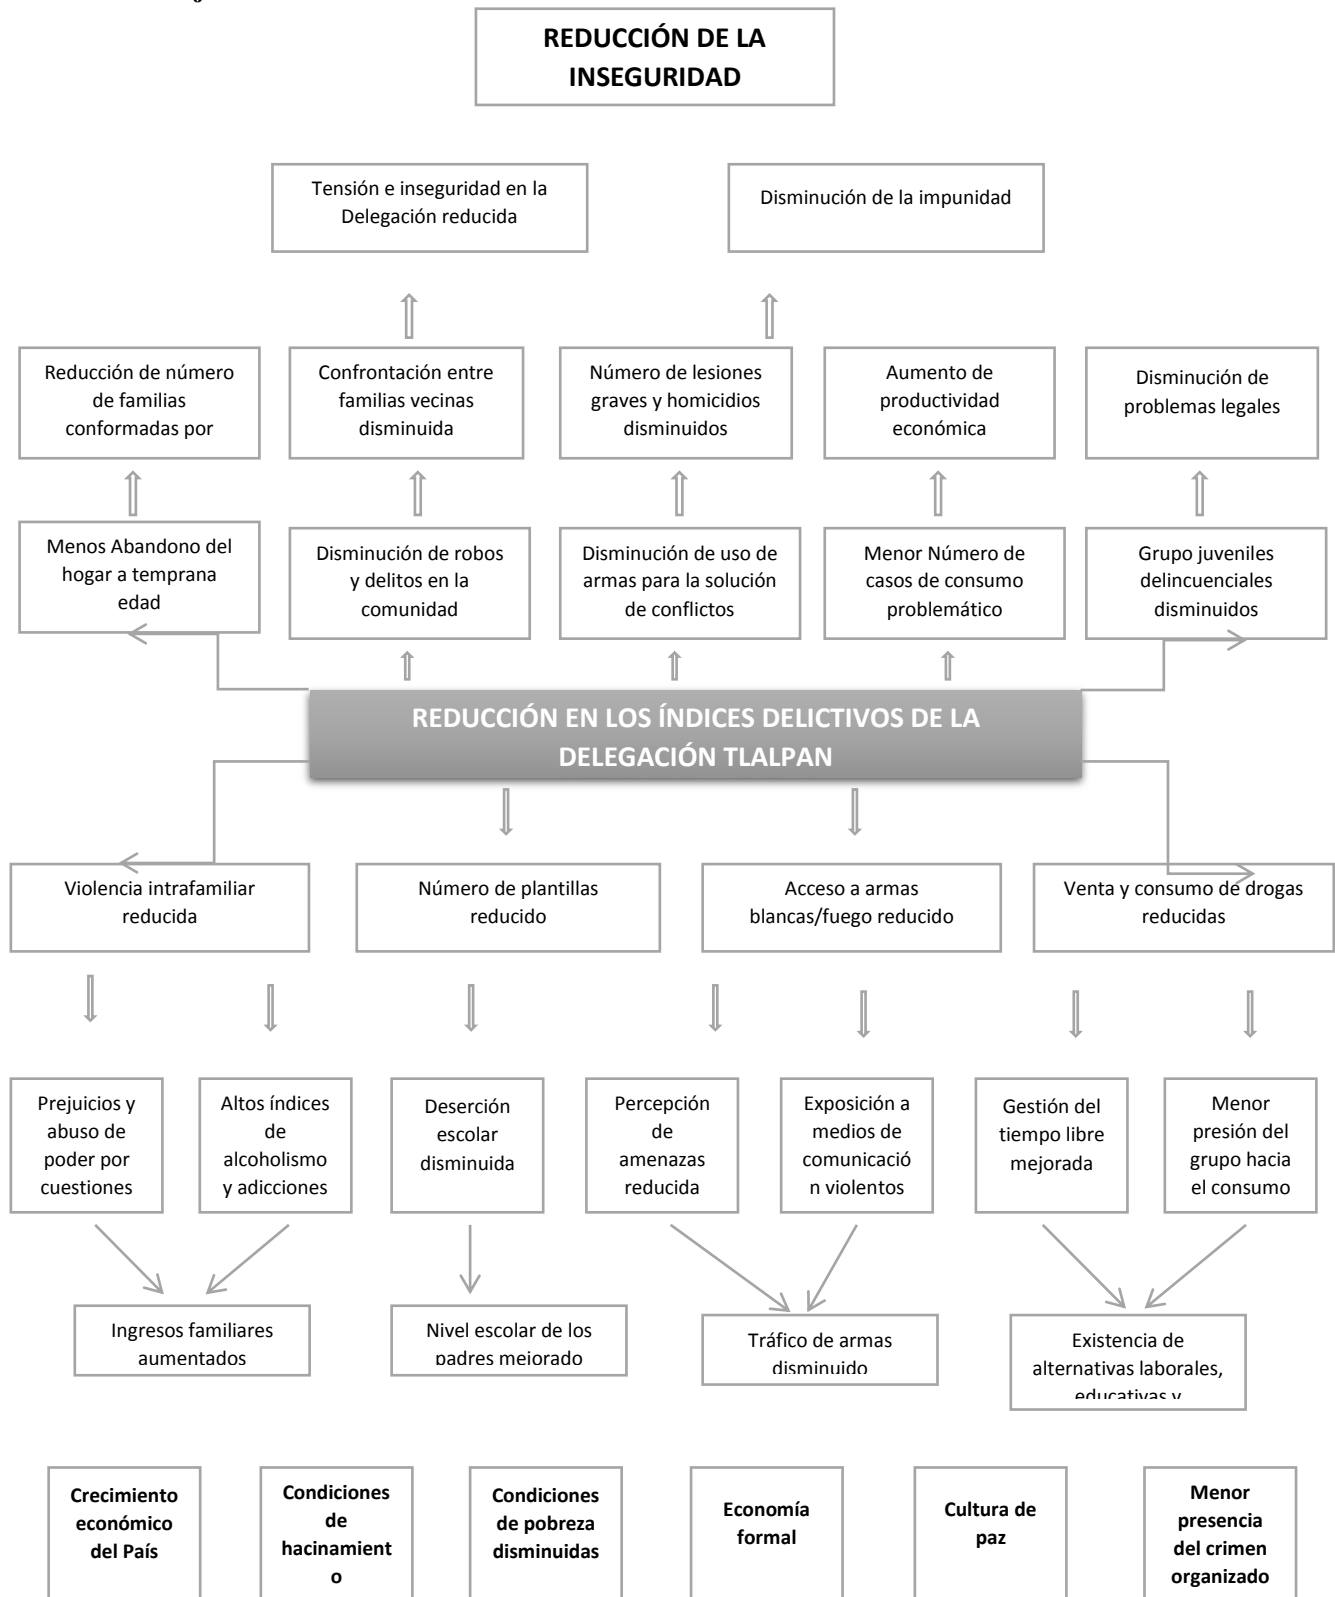 REDUCCIÓN DE LA
INSEGURIDAD
Tensión e inseguridad en la
Delegación reducida
Disminución de la impunidad
Reducción de número
de familias
conformadas por
Confrontación entre
familias vecinas
disminuida
Número de lesiones
graves y homicidios
disminuidos
Aumento de
productividad
económica
Disminución de
problemas legales
Menos Abandono del
hogar a temprana
edad
Disminución de robos
y delitos en la
comunidad
Disminución de uso de
armas para la solución
de conflictos
Menor Número de
casos de consumo
problemático
Grupo juveniles
delincuenciales
disminuidos
REDUCCIÓN EN LOS ÍNDICES DELICTIVOS DE LA
DELEGACIÓN TLALPAN
Violencia intrafamiliar
reducida
Número de plantillas
reducido
Acceso a armas
blancas/fuego reducido
Venta y consumo de drogas
reducidas
Prejuicios y
abuso de
poder por
cuestiones
Altos índices
de
alcoholismo
y adicciones
Deserción
escolar
disminuida
Percepción
de
amenazas
reducida
Exposición a
medios de
comunicació
n violentos
Gestión del
tiempo libre
mejorada
Menor
presión del
grupo hacia
el consumo
Ingresos familiares
aumentados
Nivel escolar de los
padres mejorado
Tráfico de armas
disminuido
Existencia de
alternativas laborales,
educativas y
Crecimiento
económico
del País
Condiciones
de
hacinamient
o
Condiciones
de pobreza
disminuidas
Economía
formal
Cultura de
paz
Menor
presencia
del crimen
organizado